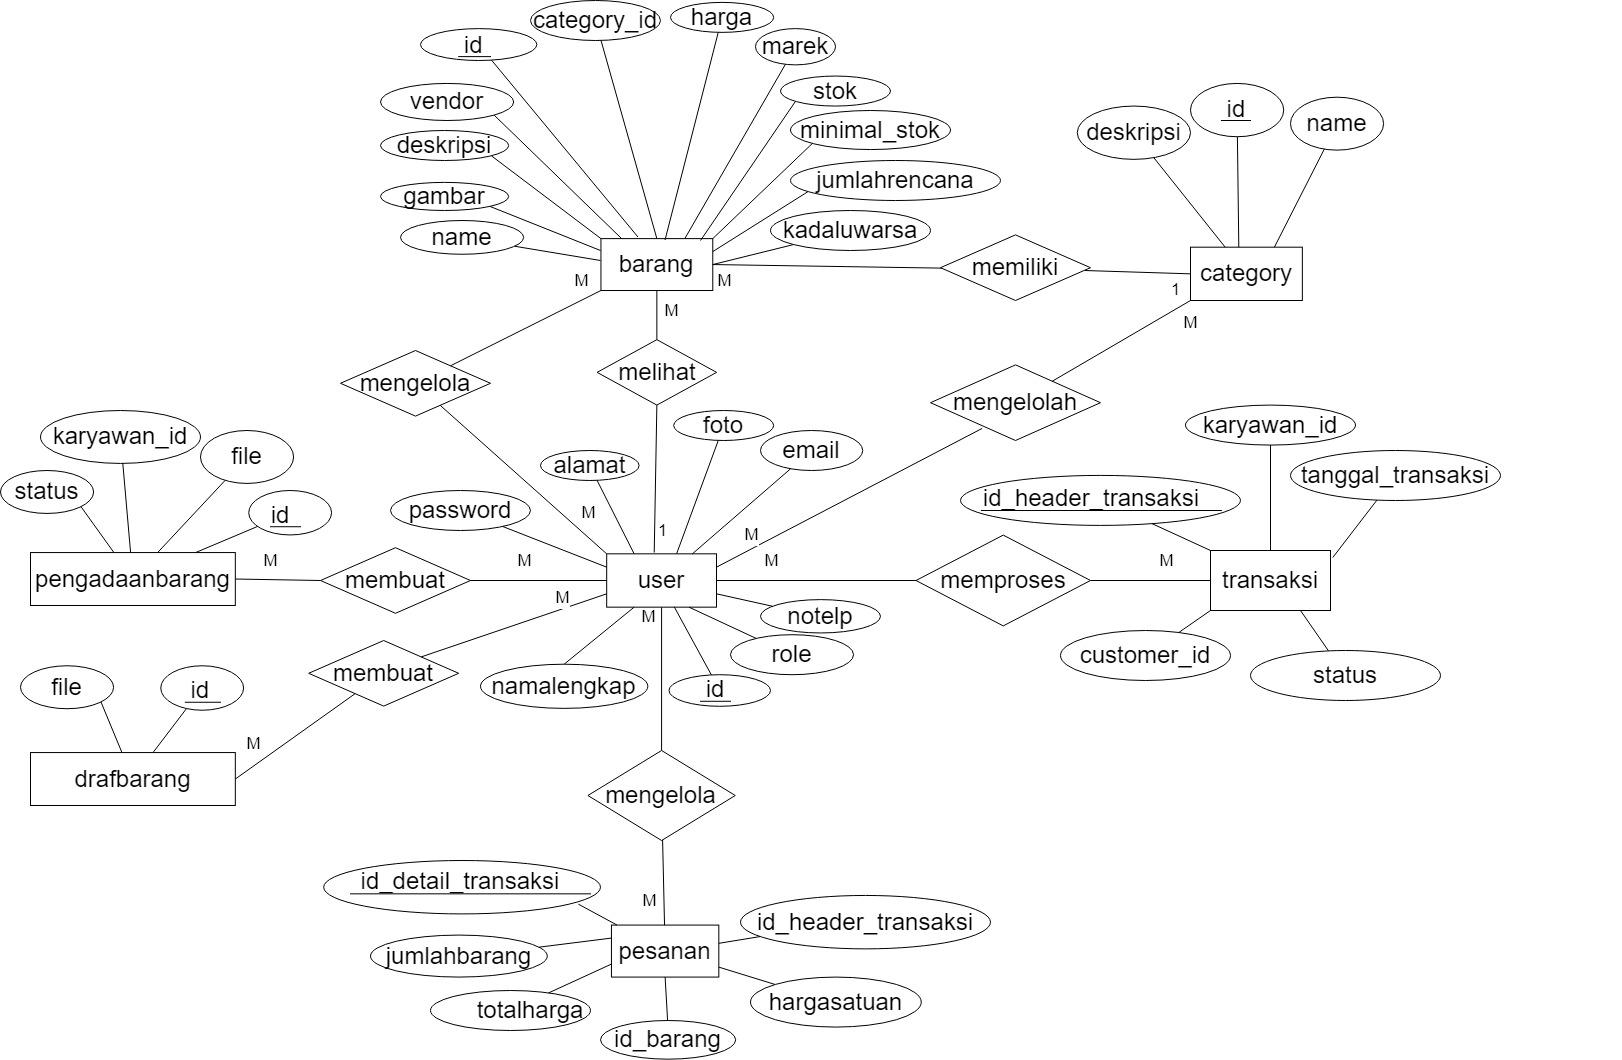 category_id
harga
id
marek
vendor
stok
minimal_stok
deskripsi
jumlahrencana
gambar
kadaluwarsa
name
barang
M
M
M
memiliki
deskripsi
id
name
category
1
M
mengelola
melihat
mengelolah
karyawan_id
file
status
id
pengadaanbarang
M
membuat
M
password
alamat
foto
email
M
1
M
M
user
M
M
memproses
M
karyawan_id
id_header_transaksi
tanggal_transaksi
transaksi
customer_id
status
notelp
role
id
namalengkap
membuat
file
id
M
drafbarang
mengelola
M
id_detail_transaksi
id_header_transaksi
pesanan
jumlahbarang
hargasatuan
totalharga
id_barang